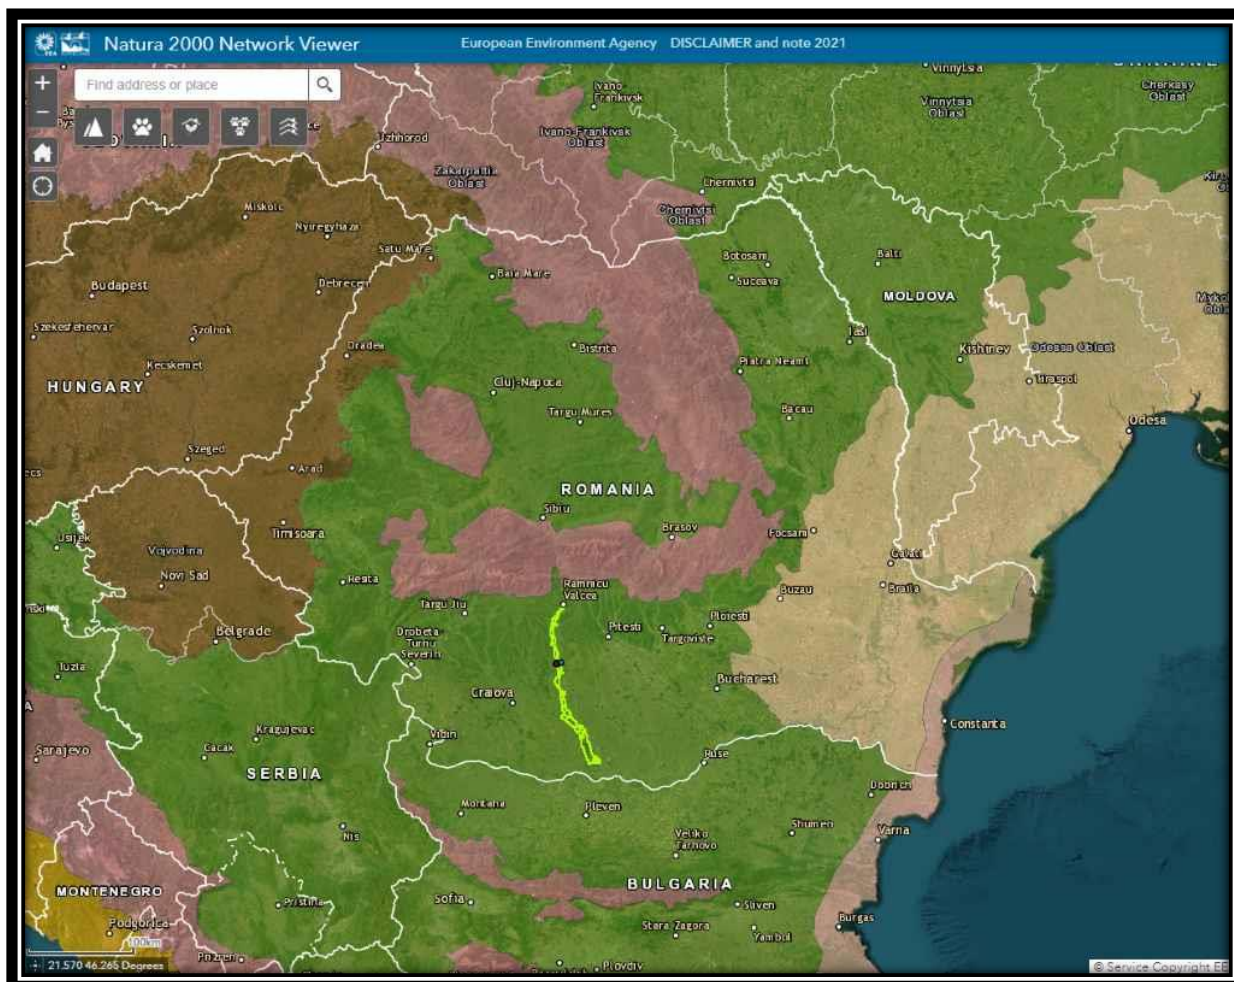 Natura 2000 Network Viewer
European Environment Agency DISCLAIMER and note 2021
Find address or place
Vinnytsia
Cherkasy
Oblast
Vinnytsia
Oblast
Ivano
Frankivsk
Ivano-Frankivsk
Oblast
Uzhhorod
Zakarpattia
Oblast
Chernivtsi
Chernivtsi
Oblast
Miskolc
Nyiregyhaza
Satu Mare
Baia Mare
Botosani
Suceava
Balti
MOLDOVA
Budapest
Debrecen
Szekesfehervar
Szolnok
Oradea
Bistrita
Iasi
Kishinev
Odessa Oblast
Kecskemet
HUNGARY
Cluj-Napoca
Piatra Neamt
Tiraspol
Targu Mures
Bacau
Odesa
Szeged
Arad
ROMANIA
Sibiu
Brasov
Focsani
Timisoara
Osijek
Vojvodina
Novi Sad
Galati
Braila
Resita
Ramnicu
Valcea
Buzau
Targu Jiu
Pitesti
Targoviste
Ploiesti
Belgrade
Drobeta
Turnu
Severin
Tuzla
Craiova
Bucharest
Constanta
Kragujevac
Cacak
Vidin
Ruse
Sarajevo
SERBIA
Montana
Pleven
Dobrich
Shumen
Varna
Veliko
Tarnovo
Nis
MONTENEGRO
BULGARIA
Pristina
Sofia
Sliven
Stara Zagora
Yambol
Burgas
Podgorica
100km
Prizren
Plovdiv
21.570 46.265 Degrees
© Service Copyright EE